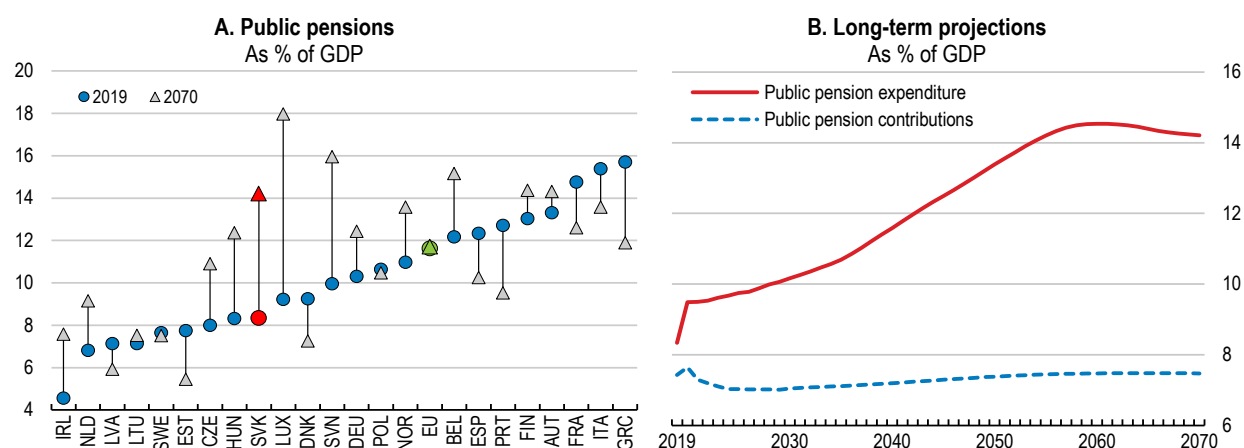 A. Public pensions
As % of GDP
20
18
16
14
12
10
8
6
4
2019
2070
IRL
NLD
LVA
LTU
SWE
EST
CZE
HUN
SVK
LUX
DNK
SVN
DEU
POL
NOR
EU
BEL
ESP
PRT
FIN
AUT
FRA
ITA
GRC
B. Long-term projections
As % of GDP
Public pension expenditure
Public pension contributions
16
14
12
10
8
6
2019
2030
2040
2050
2060
2070